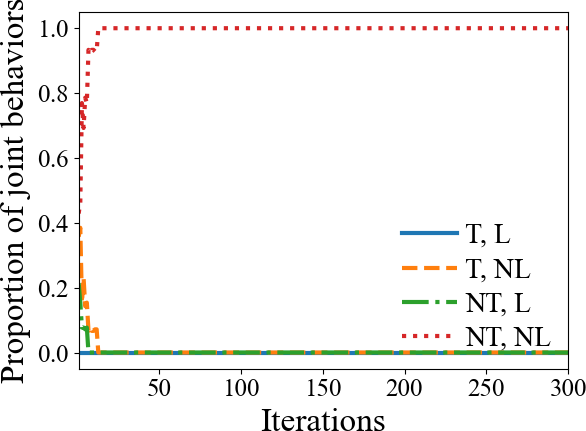 Proportion of joint behaviors
1.0
0.8
0.6
0.4
0.2
0.0
T, L
T, NL
NT, L
NT, NL
50 100 150 200 250 300
Iterations